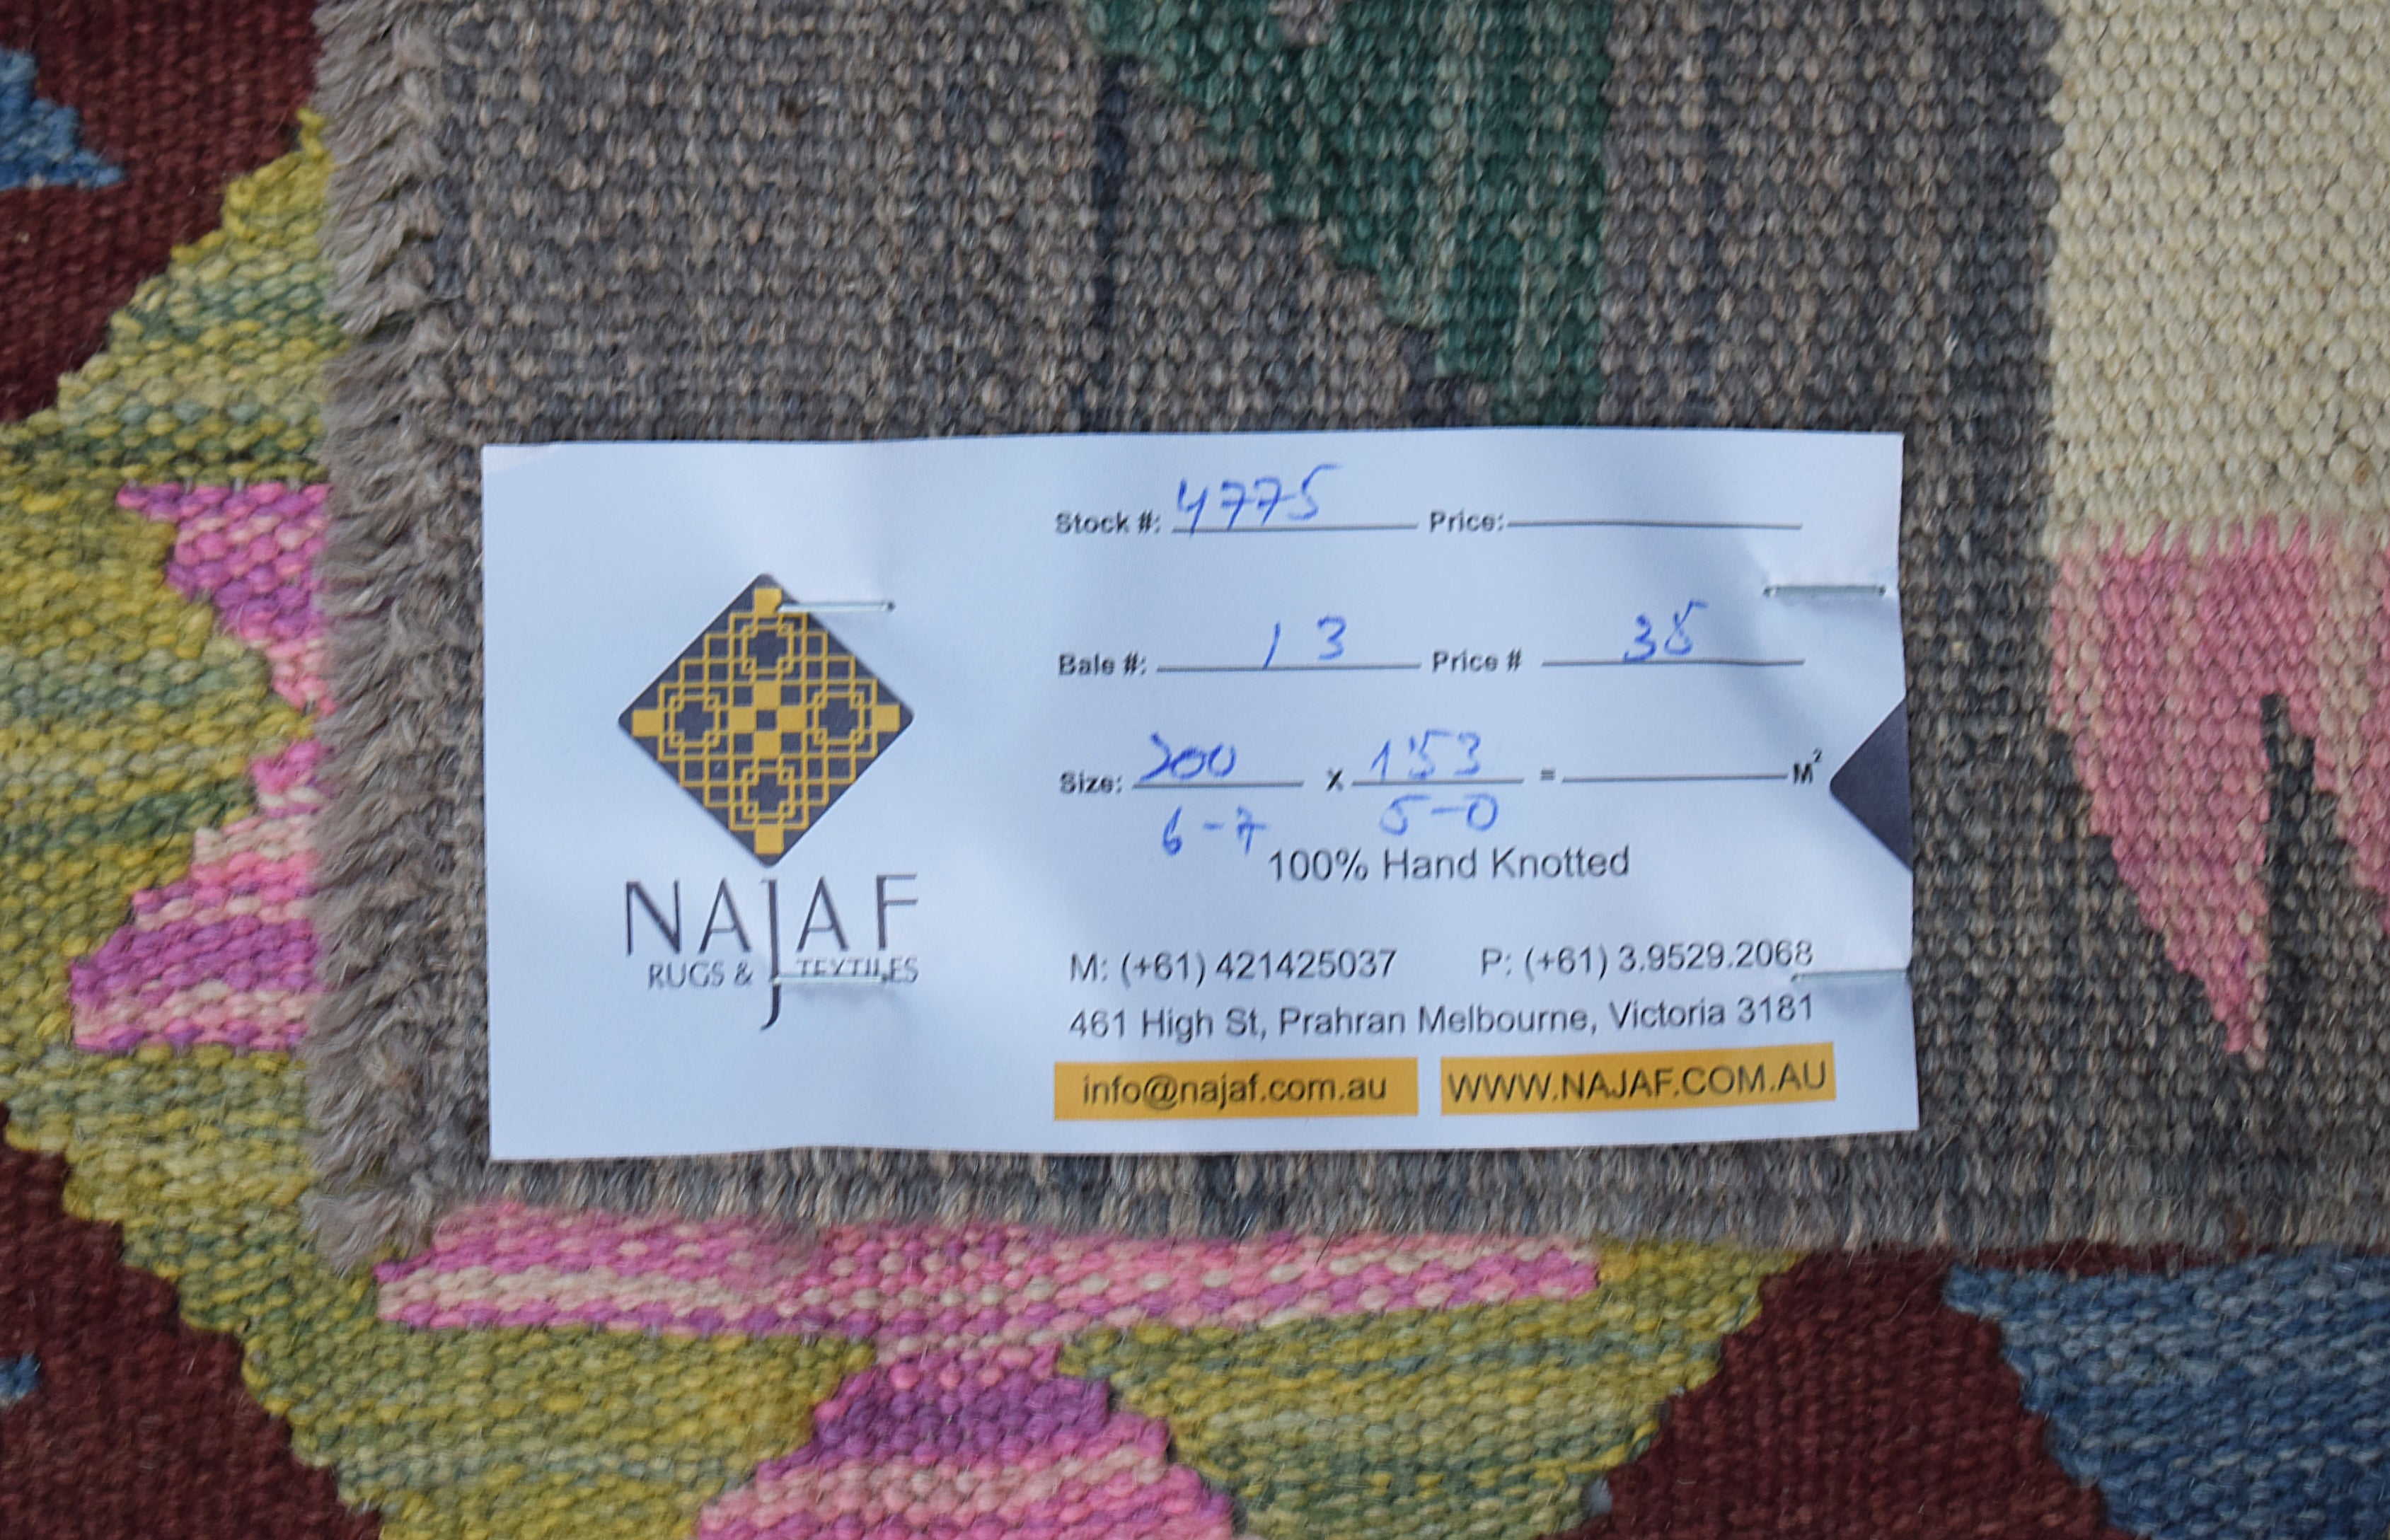 NAJAF
RUGS & TEXTILES
Stock #: 4775 Price:
Bale #: 13 Price # 38
Size: 200 X 153 = M²
6-7 5-0
100% Hand Knotted
M: (+61) 421425037 P: (+61) 3.9529.2068
461 High St, Prahran Melbourne, Victoria 3181
info@najaf.com.au WWW.NAJAF.COM.AU